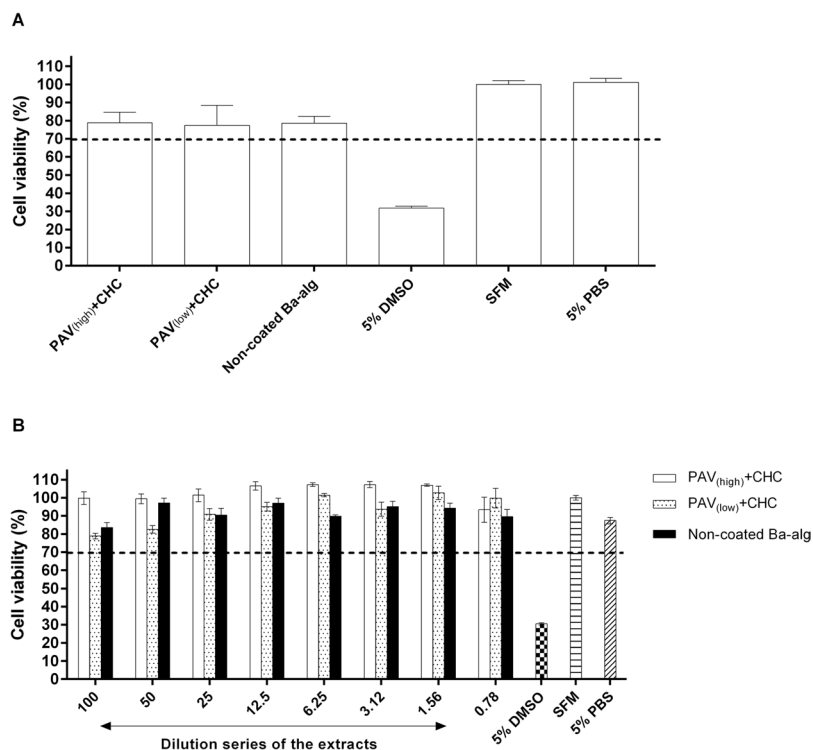 A
Cell viability (%)
110
100
90
80
70
60
50
40
30
20
10
0
PAV(high)+CHC
PAV(low)+CHC
Non-coated Ba-alg
5% DMSO
SFM
5% PBS
B
Cell viability (%)
110
100
90
80
70
60
50
40
30
20
10
0
100
50
25
12.5
6.25
3.12
1.56
0.78
5% DMSO
SFM
5% PBS
Dilution series of the extracts
PAV(high)+CHC
PAV(low)+CHC
Non-coated Ba-alg